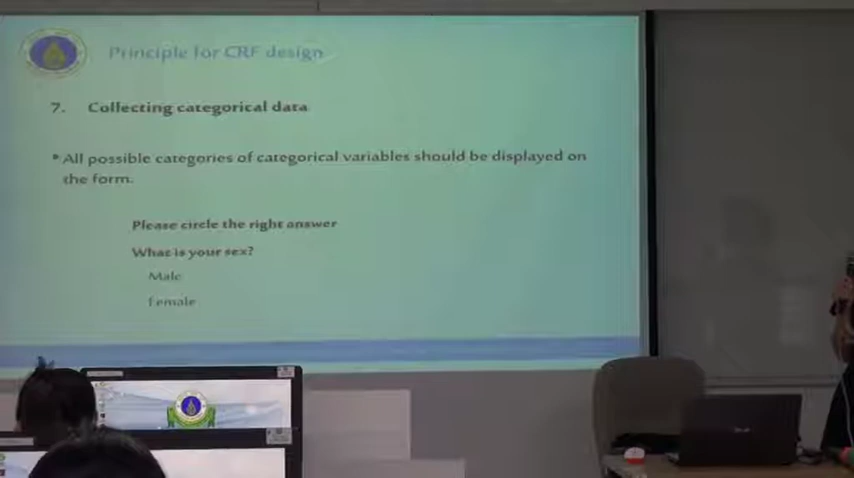 Principle for CRF design
7. Collecting categorical data
• All possible categories of categorical variables should be displayed on
the form.
Please circle the right answer
What is your sex?
Male
Female